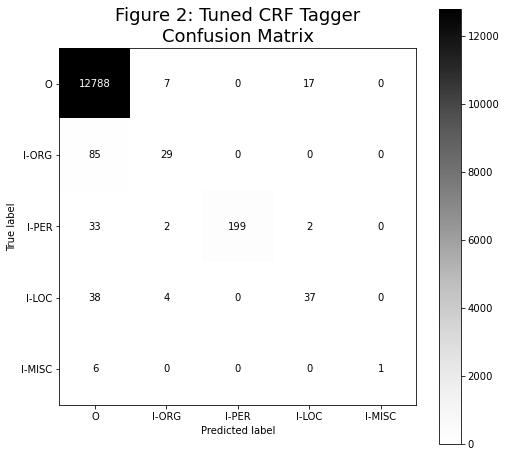 Figure 2: Tuned CRF Tagger
Confusion Matrix
O 12788 7 0 17 0
I-ORG 85 29 0 0 0
I-PER 33 2 199 2 0
I-LOC 38 4 0 37 0
I-MISC 6 0 0 0 1
O I-ORG I-PER I-LOC I-MISC
Predicted label
True label
12000
10000
8000
6000
4000
2000
0